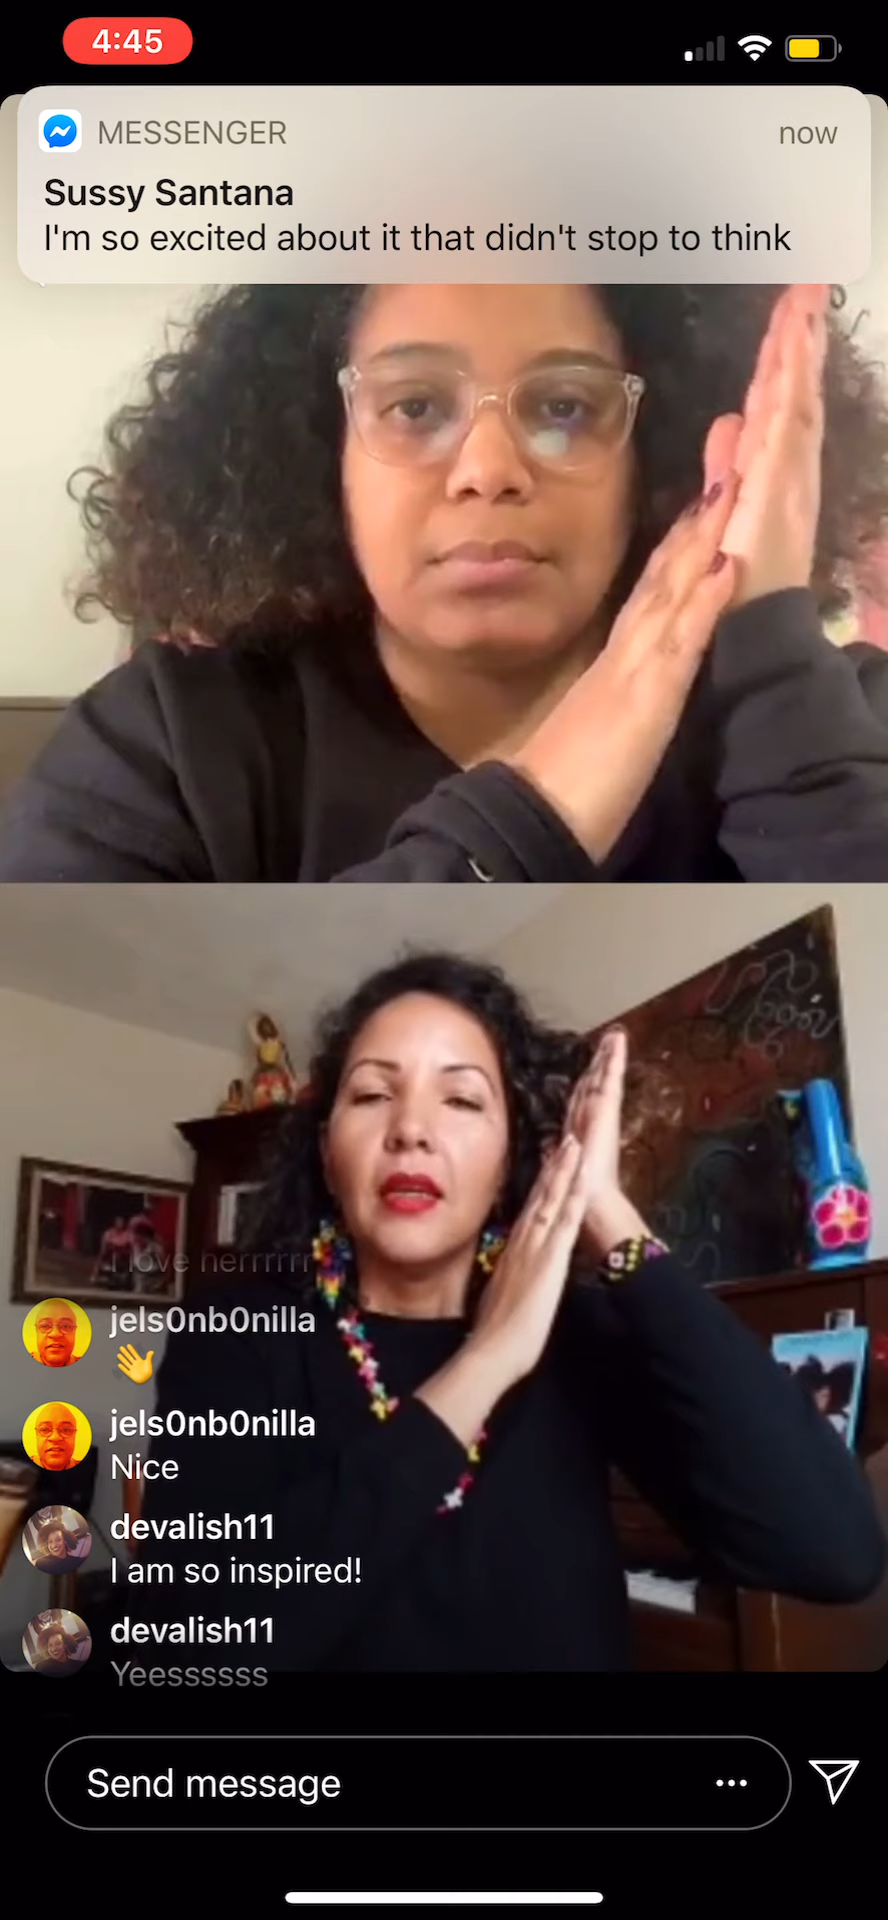 4:45
MESSENGER
now
Sussy Santana
I'm so excited about it that didn't stop to think
I love herrrrrr
jels0nb0nilla
👋
jels0nb0nilla
Nice
devalish11
I am so inspired!
devalish11
Yeessssss
Send message